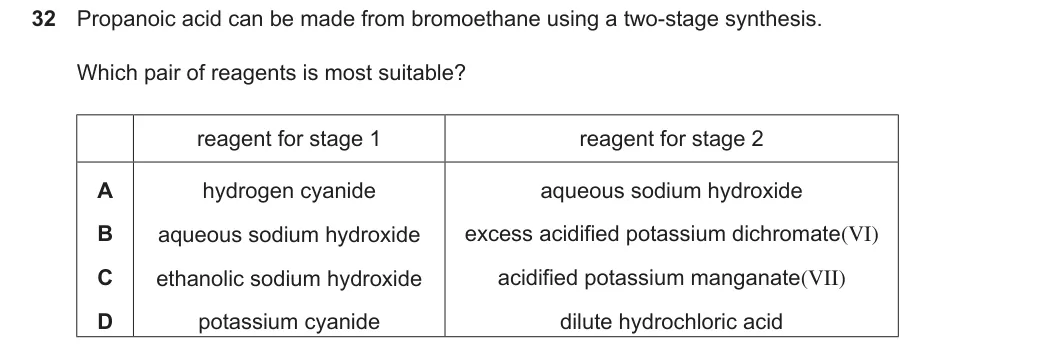 32 Propanoic acid can be made from bromoethane using a two-stage synthesis.
Which pair of reagents is most suitable?
reagent for stage 1 reagent for stage 2
A hydrogen cyanide aqueous sodium hydroxide
B aqueous sodium hydroxide excess acidified potassium dichromate(VI)
C ethanolic sodium hydroxide acidified potassium manganate(VII)
D potassium cyanide dilute hydrochloric acid